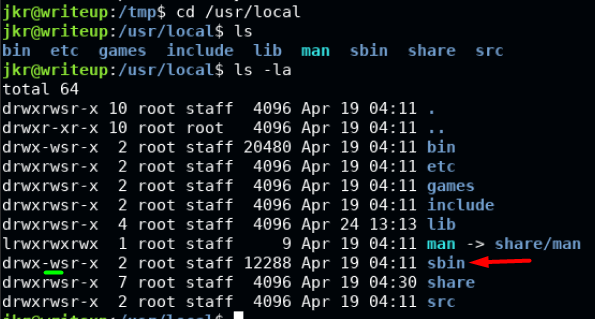 jkr@writeup:/tmp$ cd /usr/local
jkr@writeup:/usr/local$ ls
bin etc games include lib man sbin share src
jkr@writeup:/usr/local$ ls -la
total 64
drwxrwsr-x 10 root staff 4096 Apr 19 04:11 .
drwxr-xr-x 10 root root 4096 Apr 19 04:11 ..
drwx-wsr-x 2 root staff 20480 Apr 19 04:11 bin
drwxrwsr-x 2 root staff 4096 Apr 19 04:11 etc
drwxrwsr-x 2 root staff 4096 Apr 19 04:11 games
drwxrwsr-x 2 root staff 4096 Apr 19 04:11 include
drwxrwsr-x 4 root staff 4096 Apr 24 13:13 lib
lrwxrwxrwx 1 root staff 9 Apr 19 04:11 man -> share/man
drwx-wsr-x 2 root staff 12288 Apr 19 04:11 sbin
drwxrwsr-x 7 root staff 4096 Apr 19 04:30 share
drwxrwsr-x 2 root staff 4096 Apr 19 04:11 src
jkr@writeup:/usr/local$